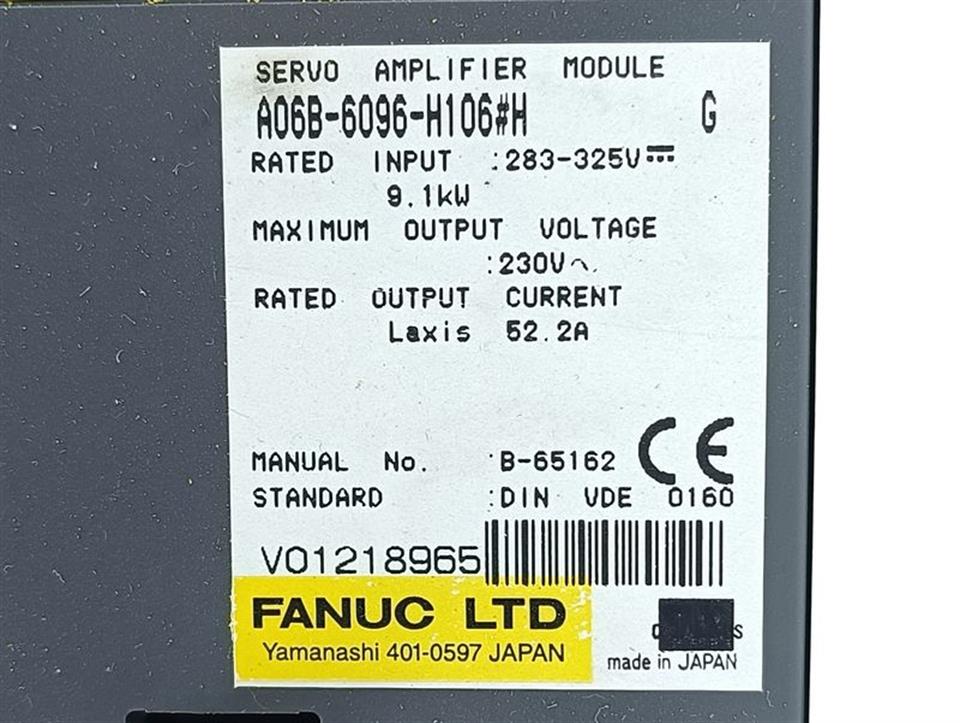 SERVO AMPLIFIER MODULE
A06B-6096-H106#H G
RATED INPUT :283-325V⎓
9.1kW
MAXIMUM OUTPUT VOLTAGE
:230V∿
RATED OUTPUT CURRENT
Laxis 52.2A
MANUAL No. :B-65162
CE
STANDARD :DIN VDE 0160
V01218965
FANUC LTD
Yamanashi 401-0597 JAPAN
made in JAPAN